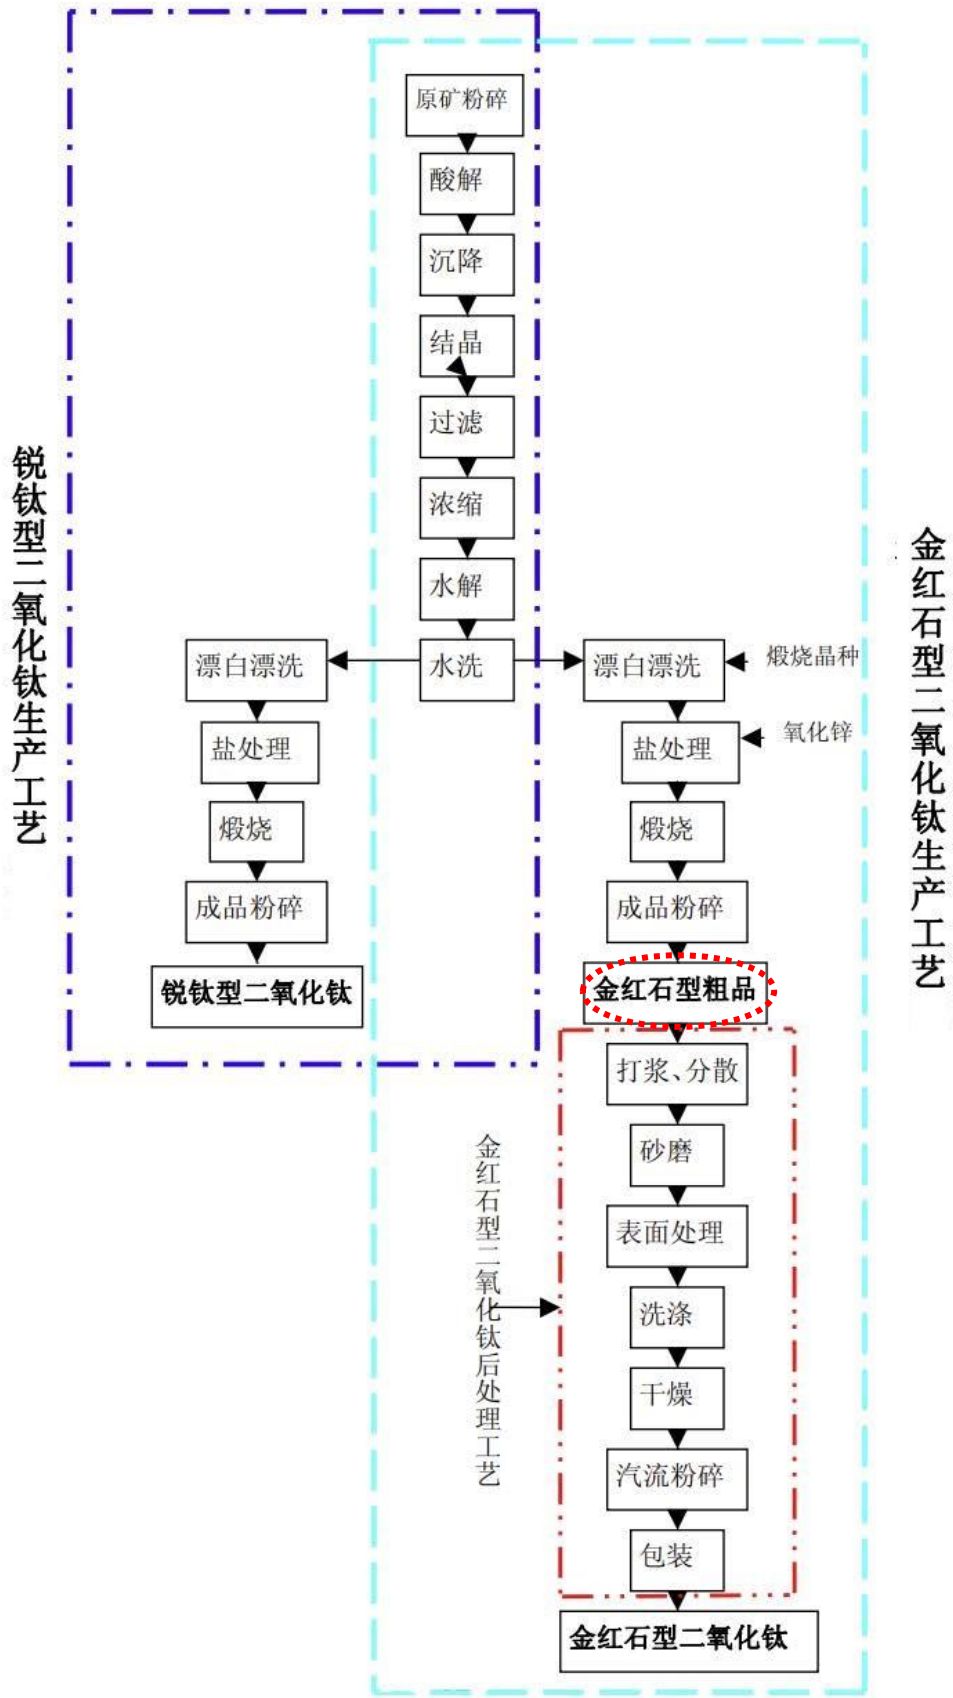 原矿粉碎
酸解
沉降
结晶
过滤
浓缩
水解
水洗
锐钛型二氧化钛生产工艺
漂白漂洗
盐处理
煅烧
成品粉碎
锐钛型二氧化钛
金红石型二氧化钛生产工艺
漂白漂洗
煅烧晶种
盐处理
氧化锌
煅烧
成品粉碎
金红石型粗品
金红石型二氧化钛后处理工艺
打浆、分散
砂磨
表面处理
洗涤
干燥
汽流粉碎
包装
金红石型二氧化钛